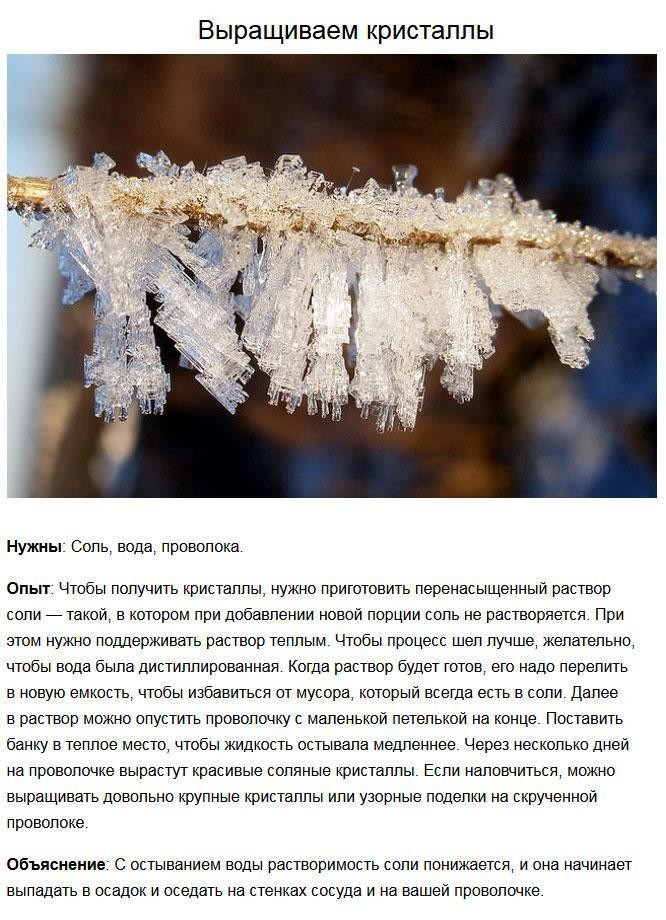 Выращиваем кристаллы
Нужны: Соль, вода, проволока.
Опыт: Чтобы получить кристаллы, нужно приготовить перенасыщенный раствор
соли — такой, в котором при добавлении новой порции соль не растворяется. При
этом нужно поддерживать раствор теплым. Чтобы процесс шел лучше, желательно,
чтобы вода была дистиллированная. Когда раствор будет готов, его надо перелить
в новую емкость, чтобы избавиться от мусора, который всегда есть в соли. Далее
в раствор можно опустить проволочку с маленькой петелькой на конце. Поставить
банку в теплое место, чтобы жидкость остывала медленнее. Через несколько дней
на проволочке вырастут красивые соляные кристаллы. Если наловчиться, можно
выращивать довольно крупные кристаллы или узорные поделки на скрученной
проволоке.
Объяснение: С остыванием воды растворимость соли понижается, и она начинает
выпадать в осадок и оседать на стенках сосуда и на вашей проволочке.